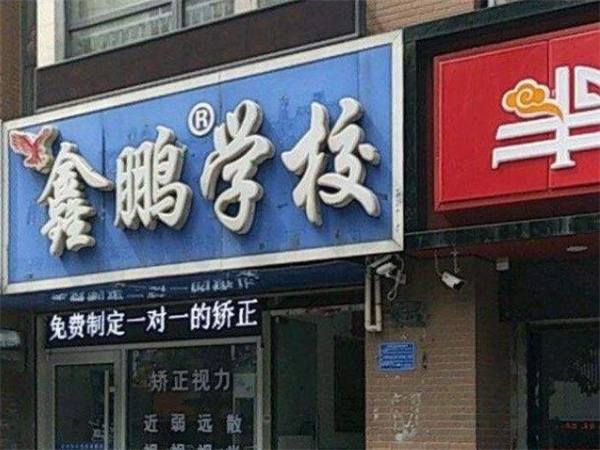 鑫鹏®学校
免费制定一对一的矫正
矫正视力
近弱远散